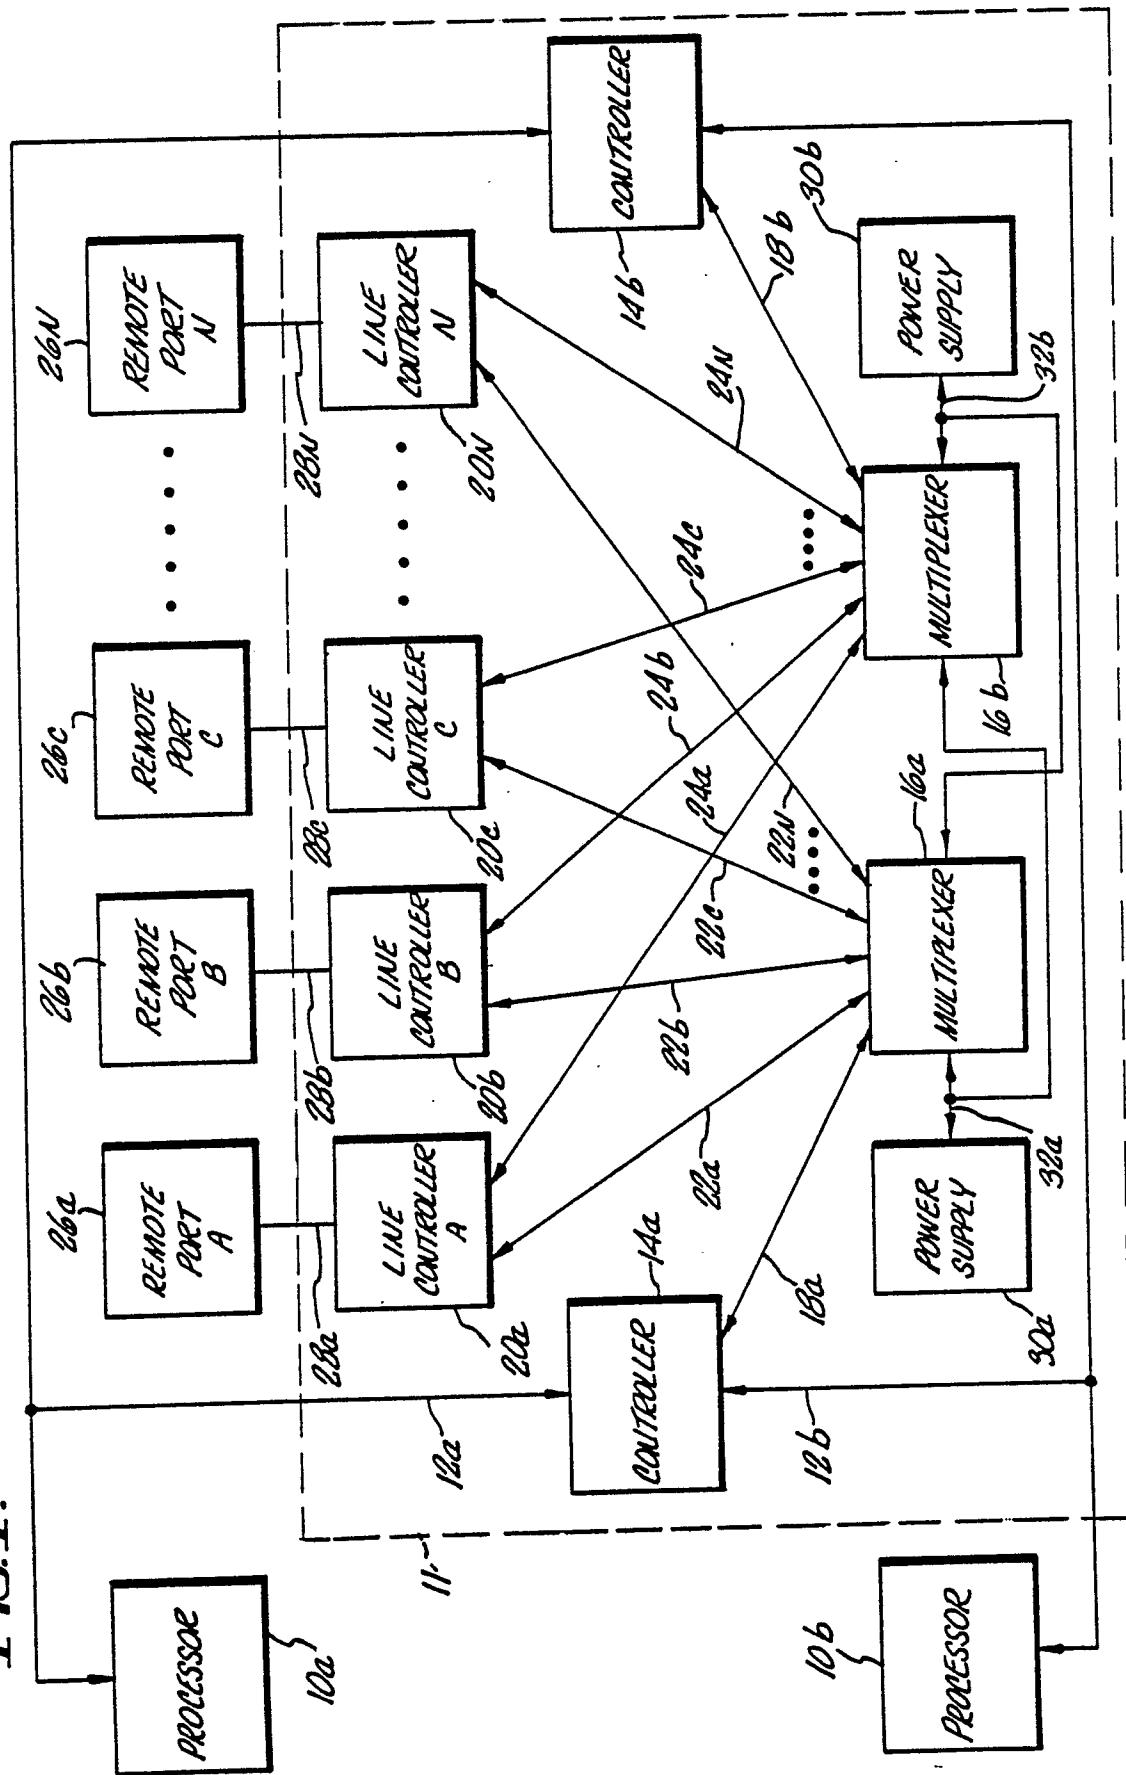 FIG. 1.
PROCESSOR
10a
PROCESSOR
10b
11
12a
12b
CONTROLLER
14a
CONTROLLER
14b
18a
18b
26a
REMOTE
PORT
A
26b
REMOTE
PORT
B
26c
REMOTE
PORT
C
26N
REMOTE
PORT
N
28a
28b
28c
28N
LINE
CONTROLLER
A
20a
LINE
CONTROLLER
B
20b
LINE
CONTROLLER
C
20c
LINE
CONTROLLER
N
20N
22a
22b
22c
22N
24a
24b
24c
24N
MULTIPLEXER
16a
MULTIPLEXER
16b
POWER
SUPPLY
30a
32a
POWER
SUPPLY
30b
32b